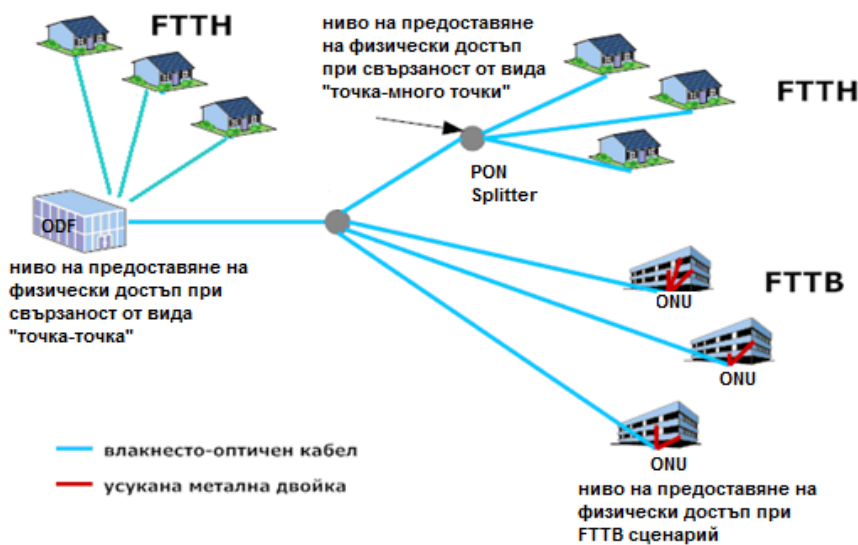 FTTH
ниво на предоставяне
на физически достъп
при свързаност от вида
"точка-много точки"
FTTH
PON
Splitter
ODF
ниво на предоставяне на
физически достъп при
свързаност от вида
"точка-точка"
ONU
FTTB
ONU
ONU
влакнесто-оптичен кабел
усукана метална двойка
ниво на предоставяне на
физически достъп при
FTTB сценарий